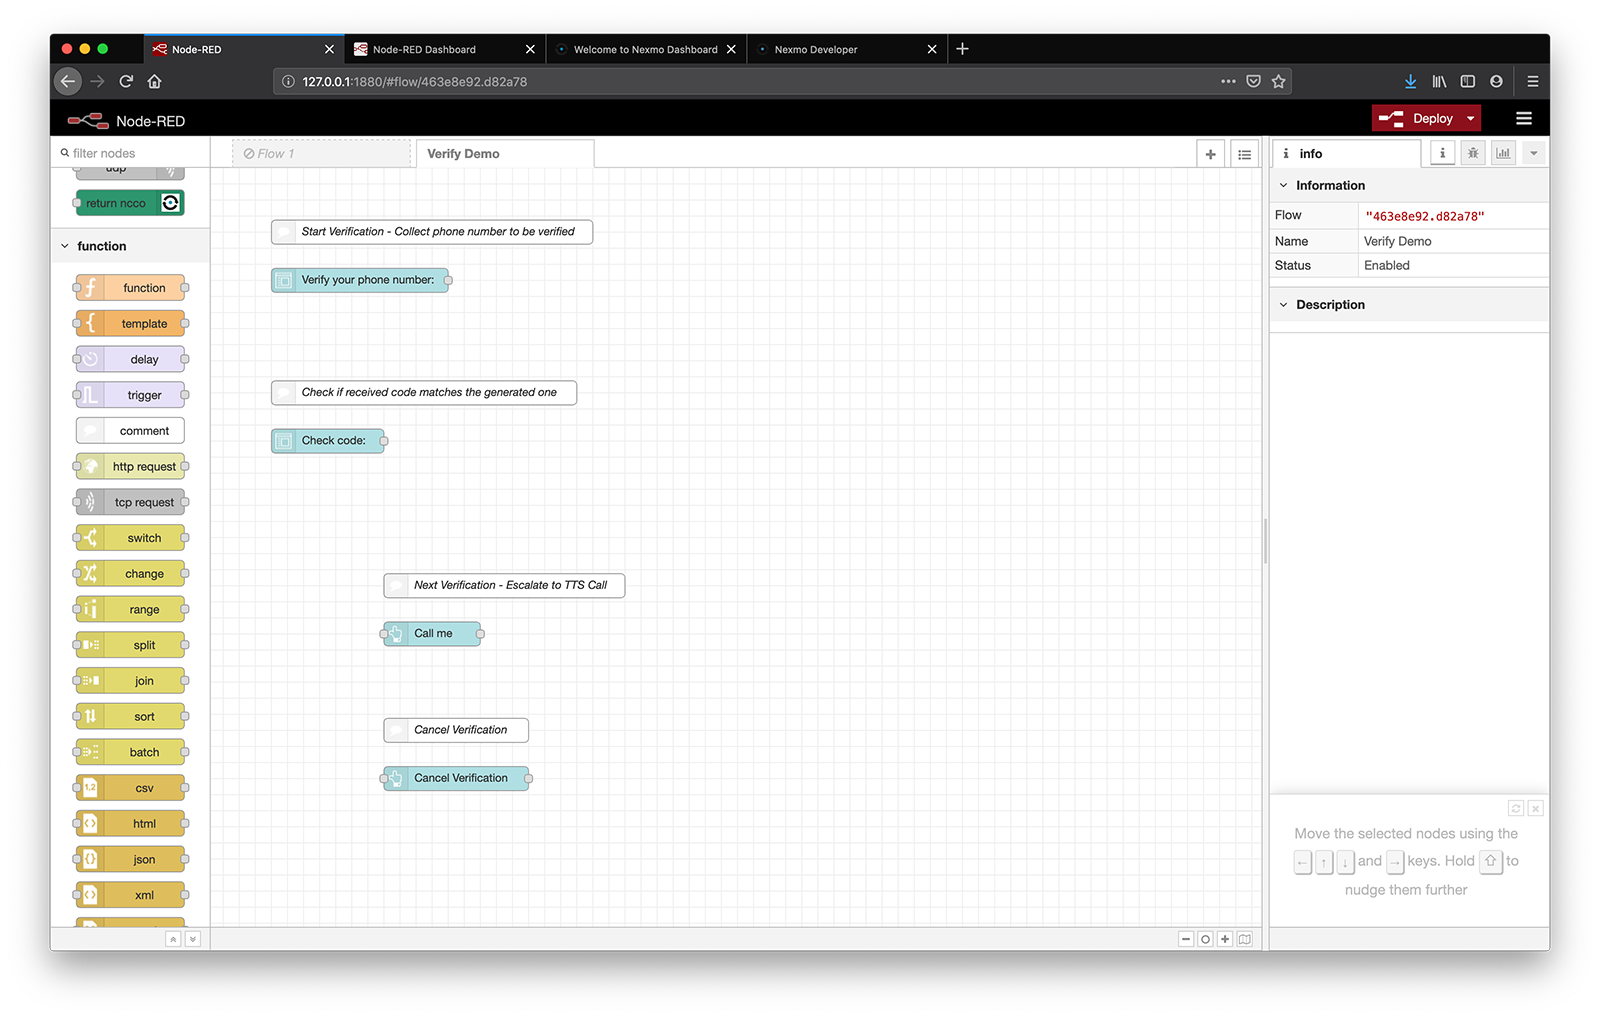 Node-RED
Node-RED Dashboard
Welcome to Nexmo Dashboard
Nexmo Developer
127.0.0.1:1880/#flow/463e8e92.d82a78
Node-RED
Deploy
filter nodes
Flow 1
Verify Demo
i info
i
udp
return ncco
function
function
template
delay
trigger
comment
http request
tcp request
switch
change
range
split
join
sort
batch
1,2 csv
html
json
xml
Start Verification - Collect phone number to be verified
Verify your phone number:
Check if received code matches the generated one
Check code:
Next Verification - Escalate to TTS Call
Call me
Cancel Verification
Cancel Verification
Information
Flow "463e8e92.d82a78"
Name Verify Demo
Status Enabled
Description
Move the selected nodes using the
← ↑ ↓ and → keys. Hold ⇧ to
nudge them further